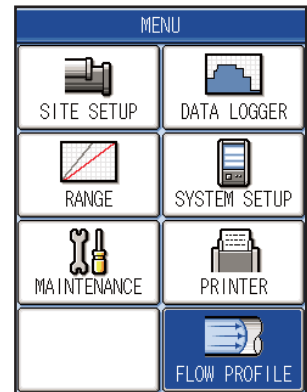 MENU
SITE SETUP
DATA LOGGER
RANGE
SYSTEM SETUP
MAINTENANCE
PRINTER
FLOW PROFILE